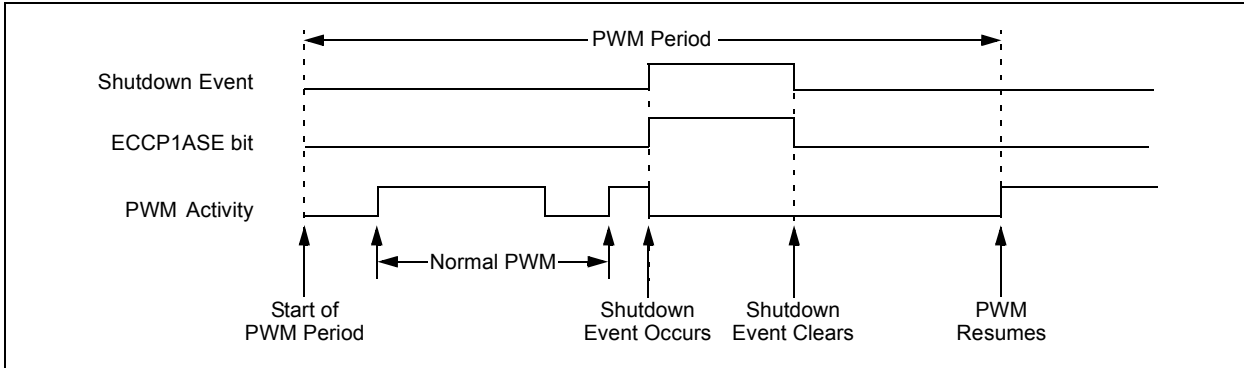 PWM Period
Shutdown Event
ECCP1ASE bit
PWM Activity
Normal PWM
Start of
PWM Period
Shutdown
Event Occurs
Shutdown
Event Clears
PWM
Resumes